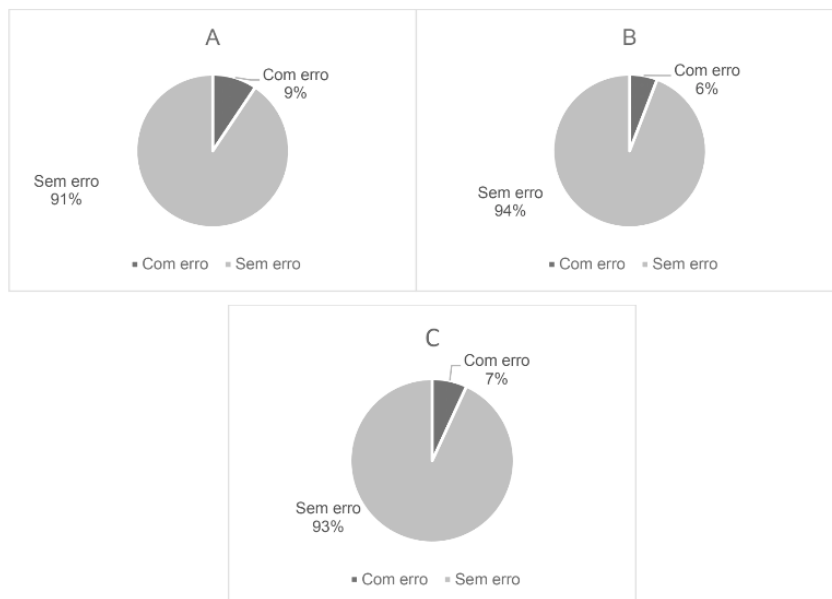 A
Com erro
9%
Sem erro
91%
Com erro Sem erro
B
Com erro
6%
Sem erro
94%
Com erro Sem erro
C
Com erro
7%
Sem erro
93%
Com erro Sem erro